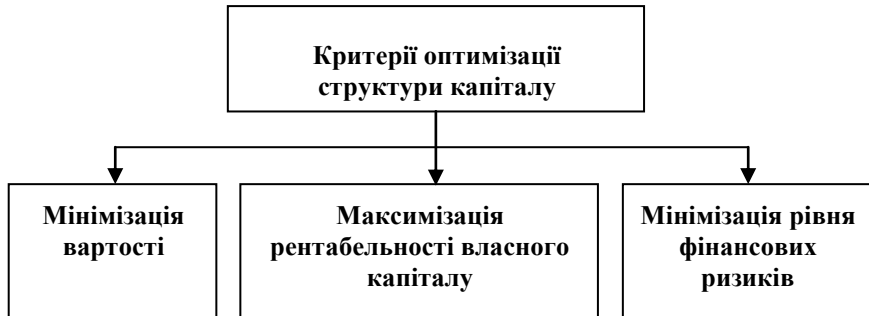 Критерії оптимізації
структури капіталу
Мінімізація
вартості
Максимізація
рентабельності власного
капіталу
Мінімізація рівня
фінансових
ризиків